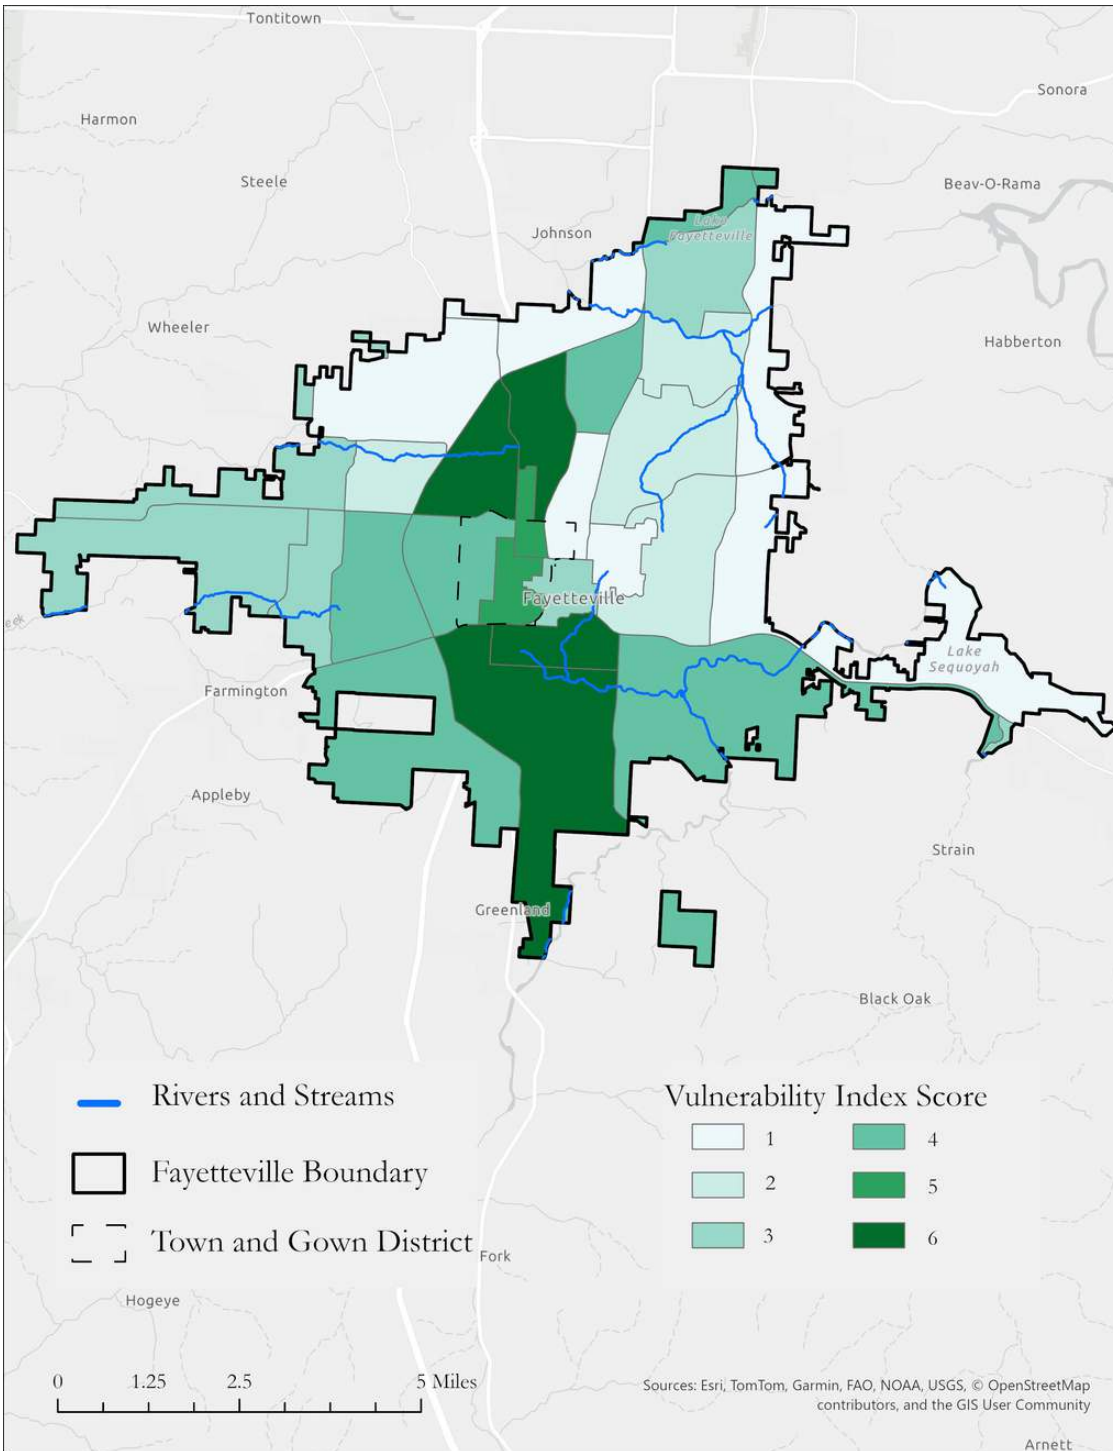 Tontitown
Sonora
Harmon
Steele
Beav-O-Rama
Lake
Fayetteville
Johnson
Wheeler
Habberton
Fayetteville
eek
Lake
Sequoyah
Farmington
Appleby
Strain
Greenland
Black Oak
Rivers and Streams
Fayetteville Boundary
Town and Gown District
Vulnerability Index Score
1
4
2
5
3
6
Fork
Hogeye
0 1.25 2.5 5 Miles
Sources: Esri, TomTom, Garmin, FAO, NOAA, USGS, © OpenStreetMap
contributors, and the GIS User Community
Arnett